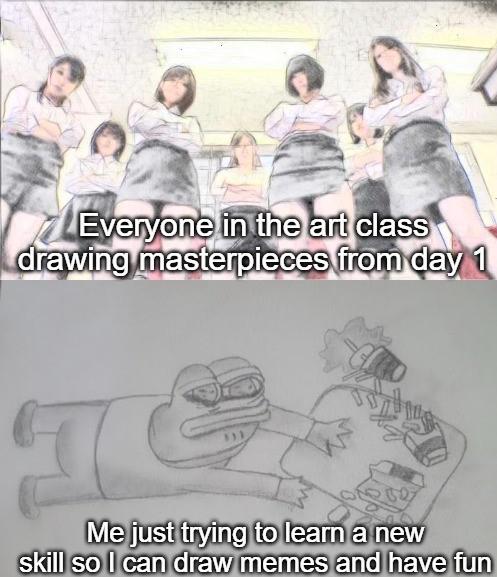 Everyone in the art class
drawing masterpieces from day 1
Me just trying to learn a new
skill so I can draw memes and have fun